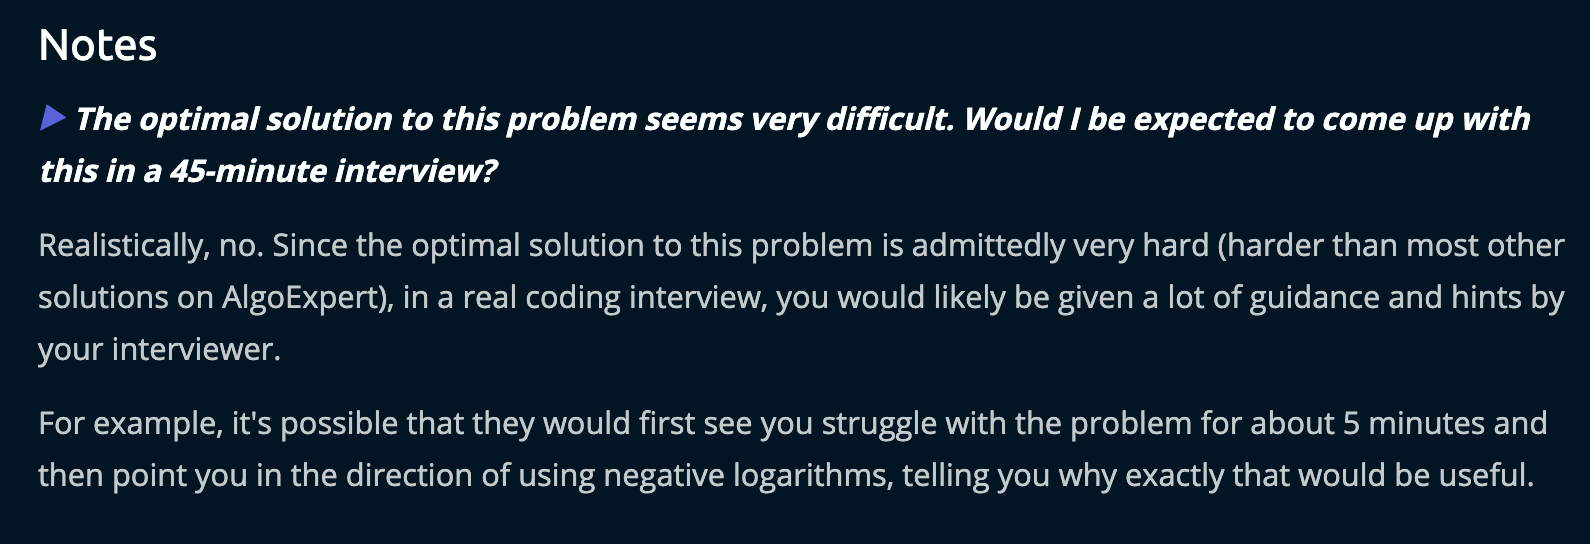 Notes
The optimal solution to this problem seems very difficult. Would I be expected to come up with
this in a 45-minute interview?
Realistically, no. Since the optimal solution to this problem is admittedly very hard (harder than most other
solutions on AlgoExpert), in a real coding interview, you would likely be given a lot of guidance and hints by
your interviewer.
For example, it's possible that they would first see you struggle with the problem for about 5 minutes and
then point you in the direction of using negative logarithms, telling you why exactly that would be useful.